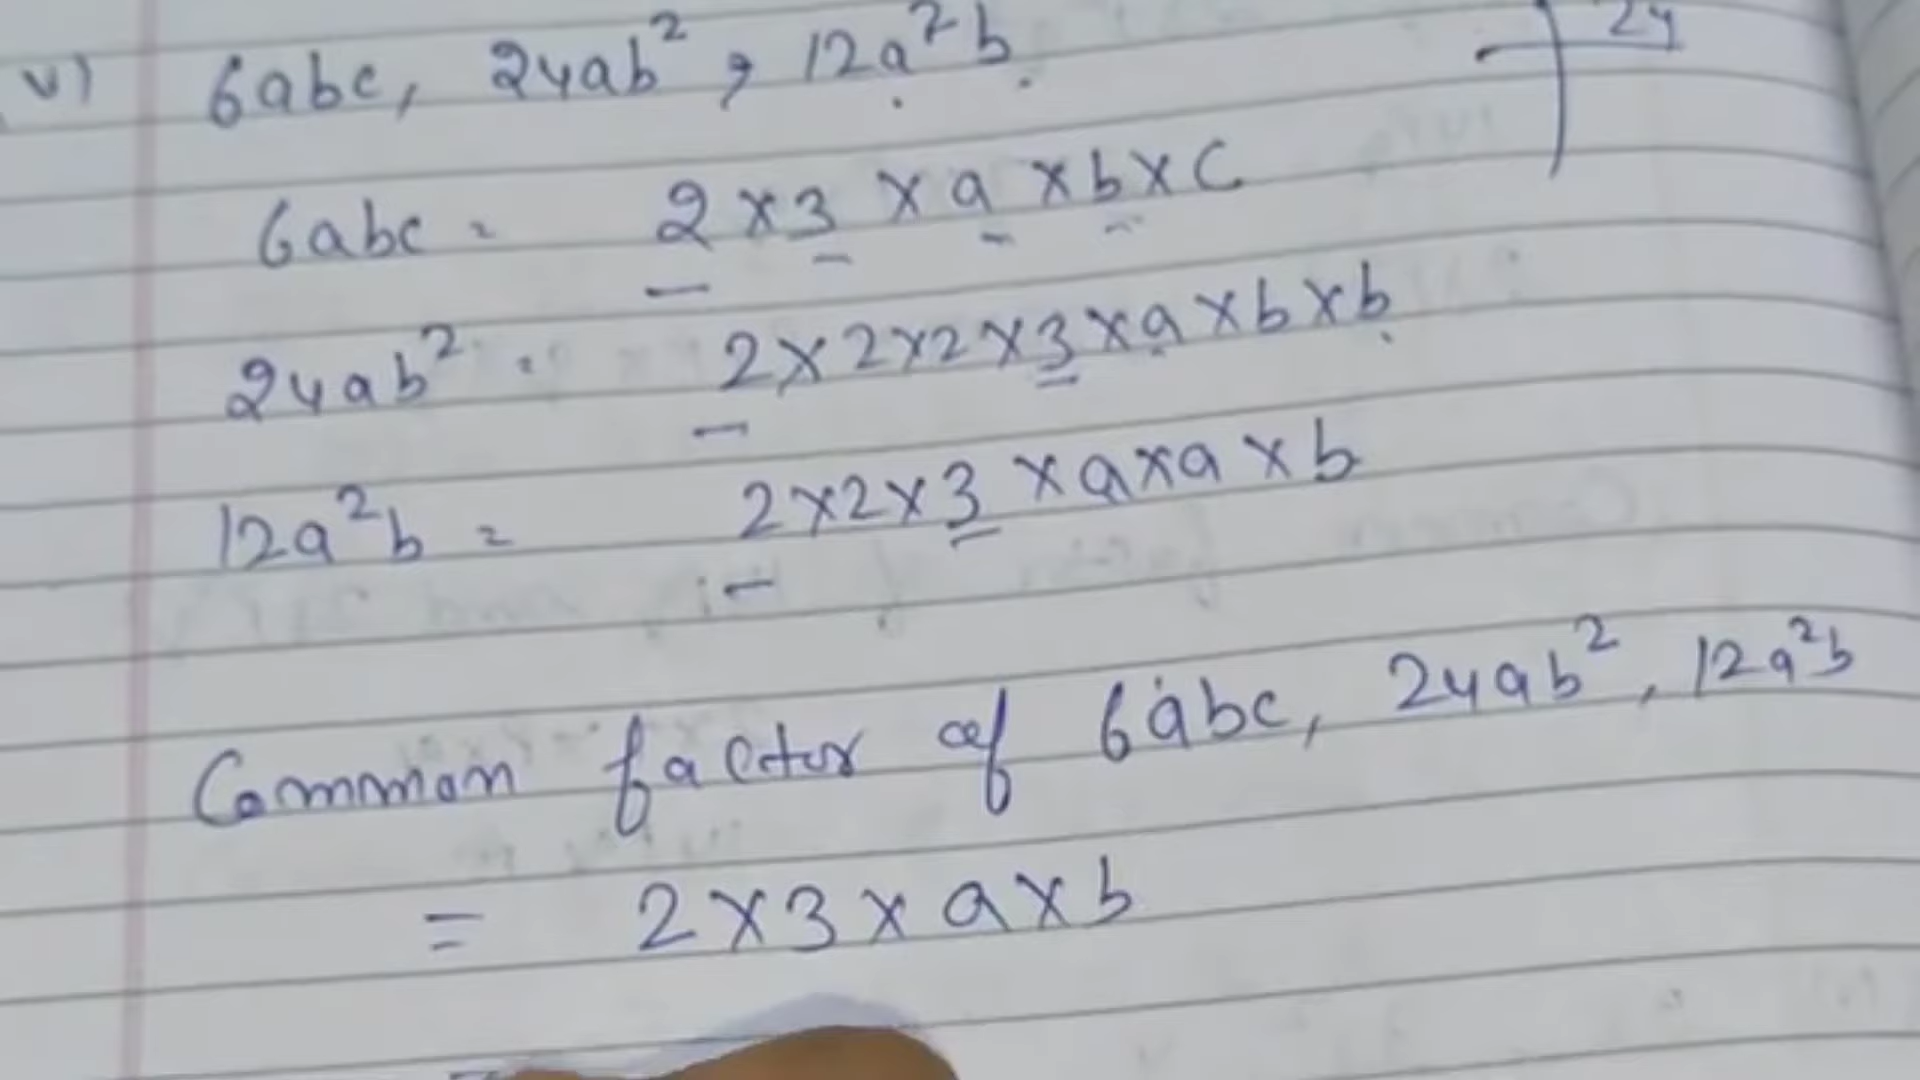 v) 6abc, 24ab², 12a²b
24
6abc = 2×3×a×b×c
24ab² = 2×2×2×3×a×b×b
12a²b = 2×2×3×a×a×b
Common factor of 6abc, 24ab², 12a²b
= 2×3×a×b